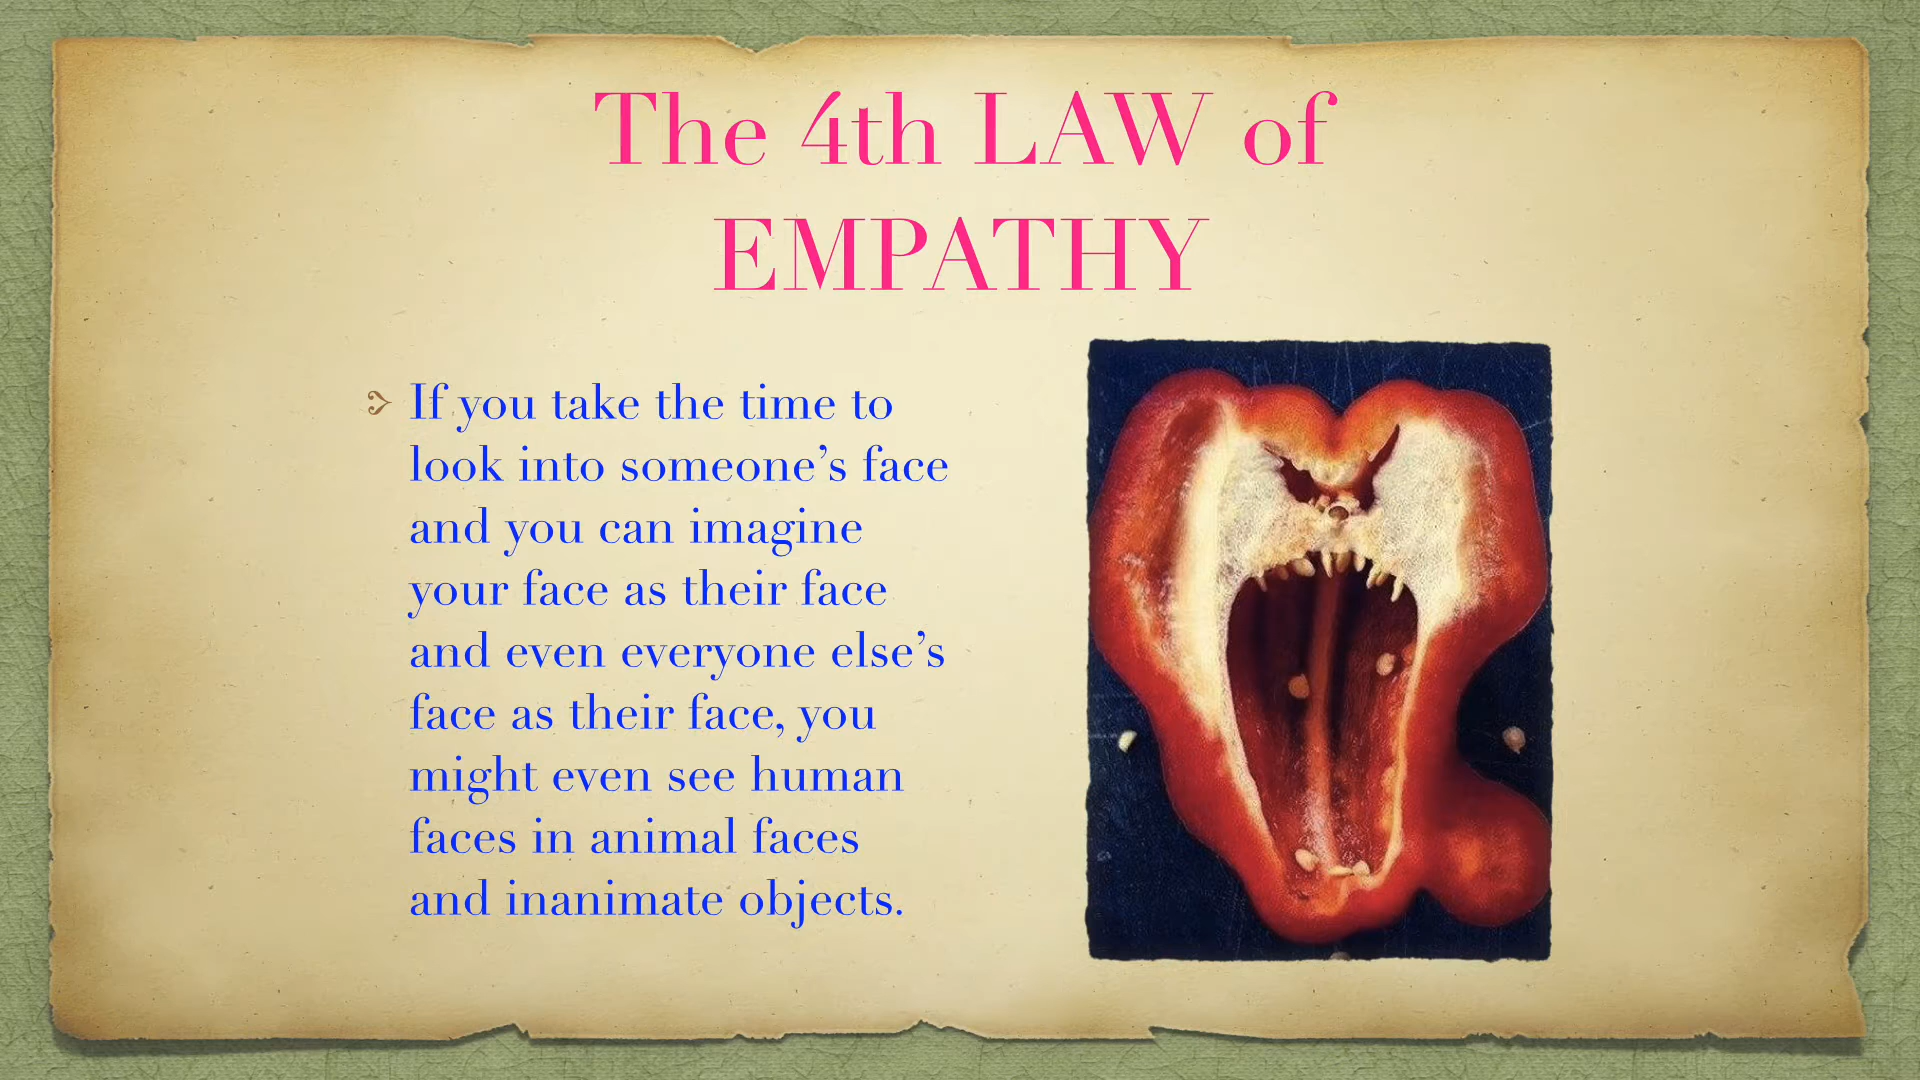 The 4th LAW of
EMPATHY
If you take the time to
look into someone’s face
and you can imagine
your face as their face
and even everyone else’s
face as their face, you
might even see human
faces in animal faces
and inanimate objects.